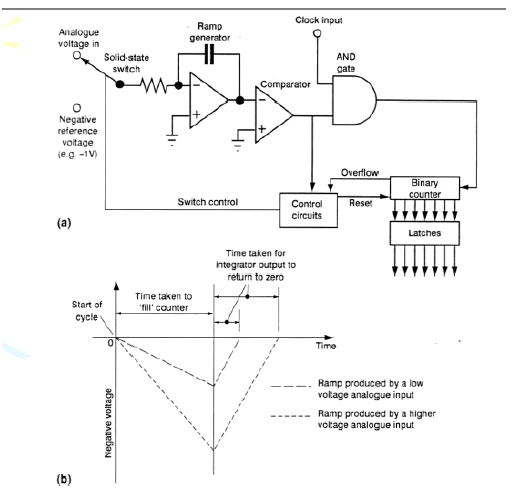 Analogue
voltage in
Solid-state
switch
Ramp
generator
Clock input
AND
gate
Comparator
Negative
reference
voltage
(e.g. –1V)
Overflow
Binary
counter
Control
circuits
Reset
Switch control
Latches
(a)
Time taken for
integrator output to
return to zero
Time taken to
'fill' counter
Start of
cycle
0
Time
Negative voltage
Ramp produced by a low
voltage analogue input
Ramp produced by a higher
voltage analogue input
(b)